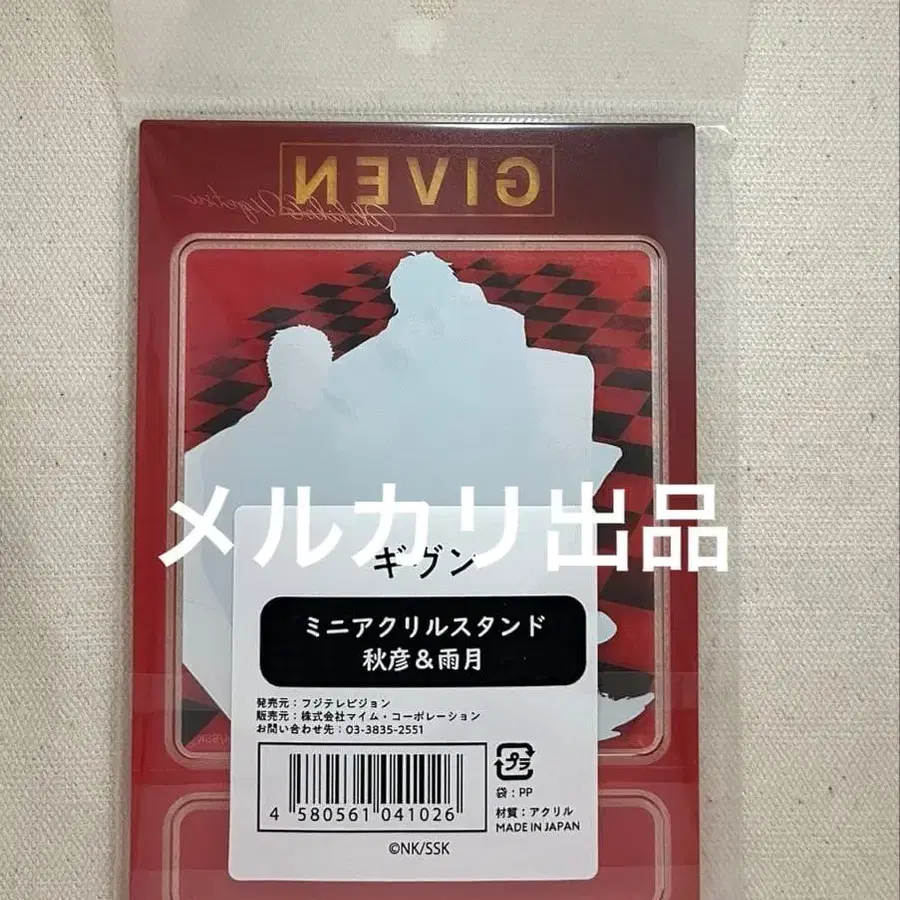 GIVEN
Akihiko & Ugetsu
メルカリ出品
ギヴン
ミニアクリルスタンド
秋彦&雨月
発売元:フジテレビジョン
販売元:株式会社マイム・コーポレーション
お問い合わせ先:03-3835-2551
4 580561 041026
プラ
袋:PP
材質:アクリル
MADE IN JAPAN
©NK/SSK